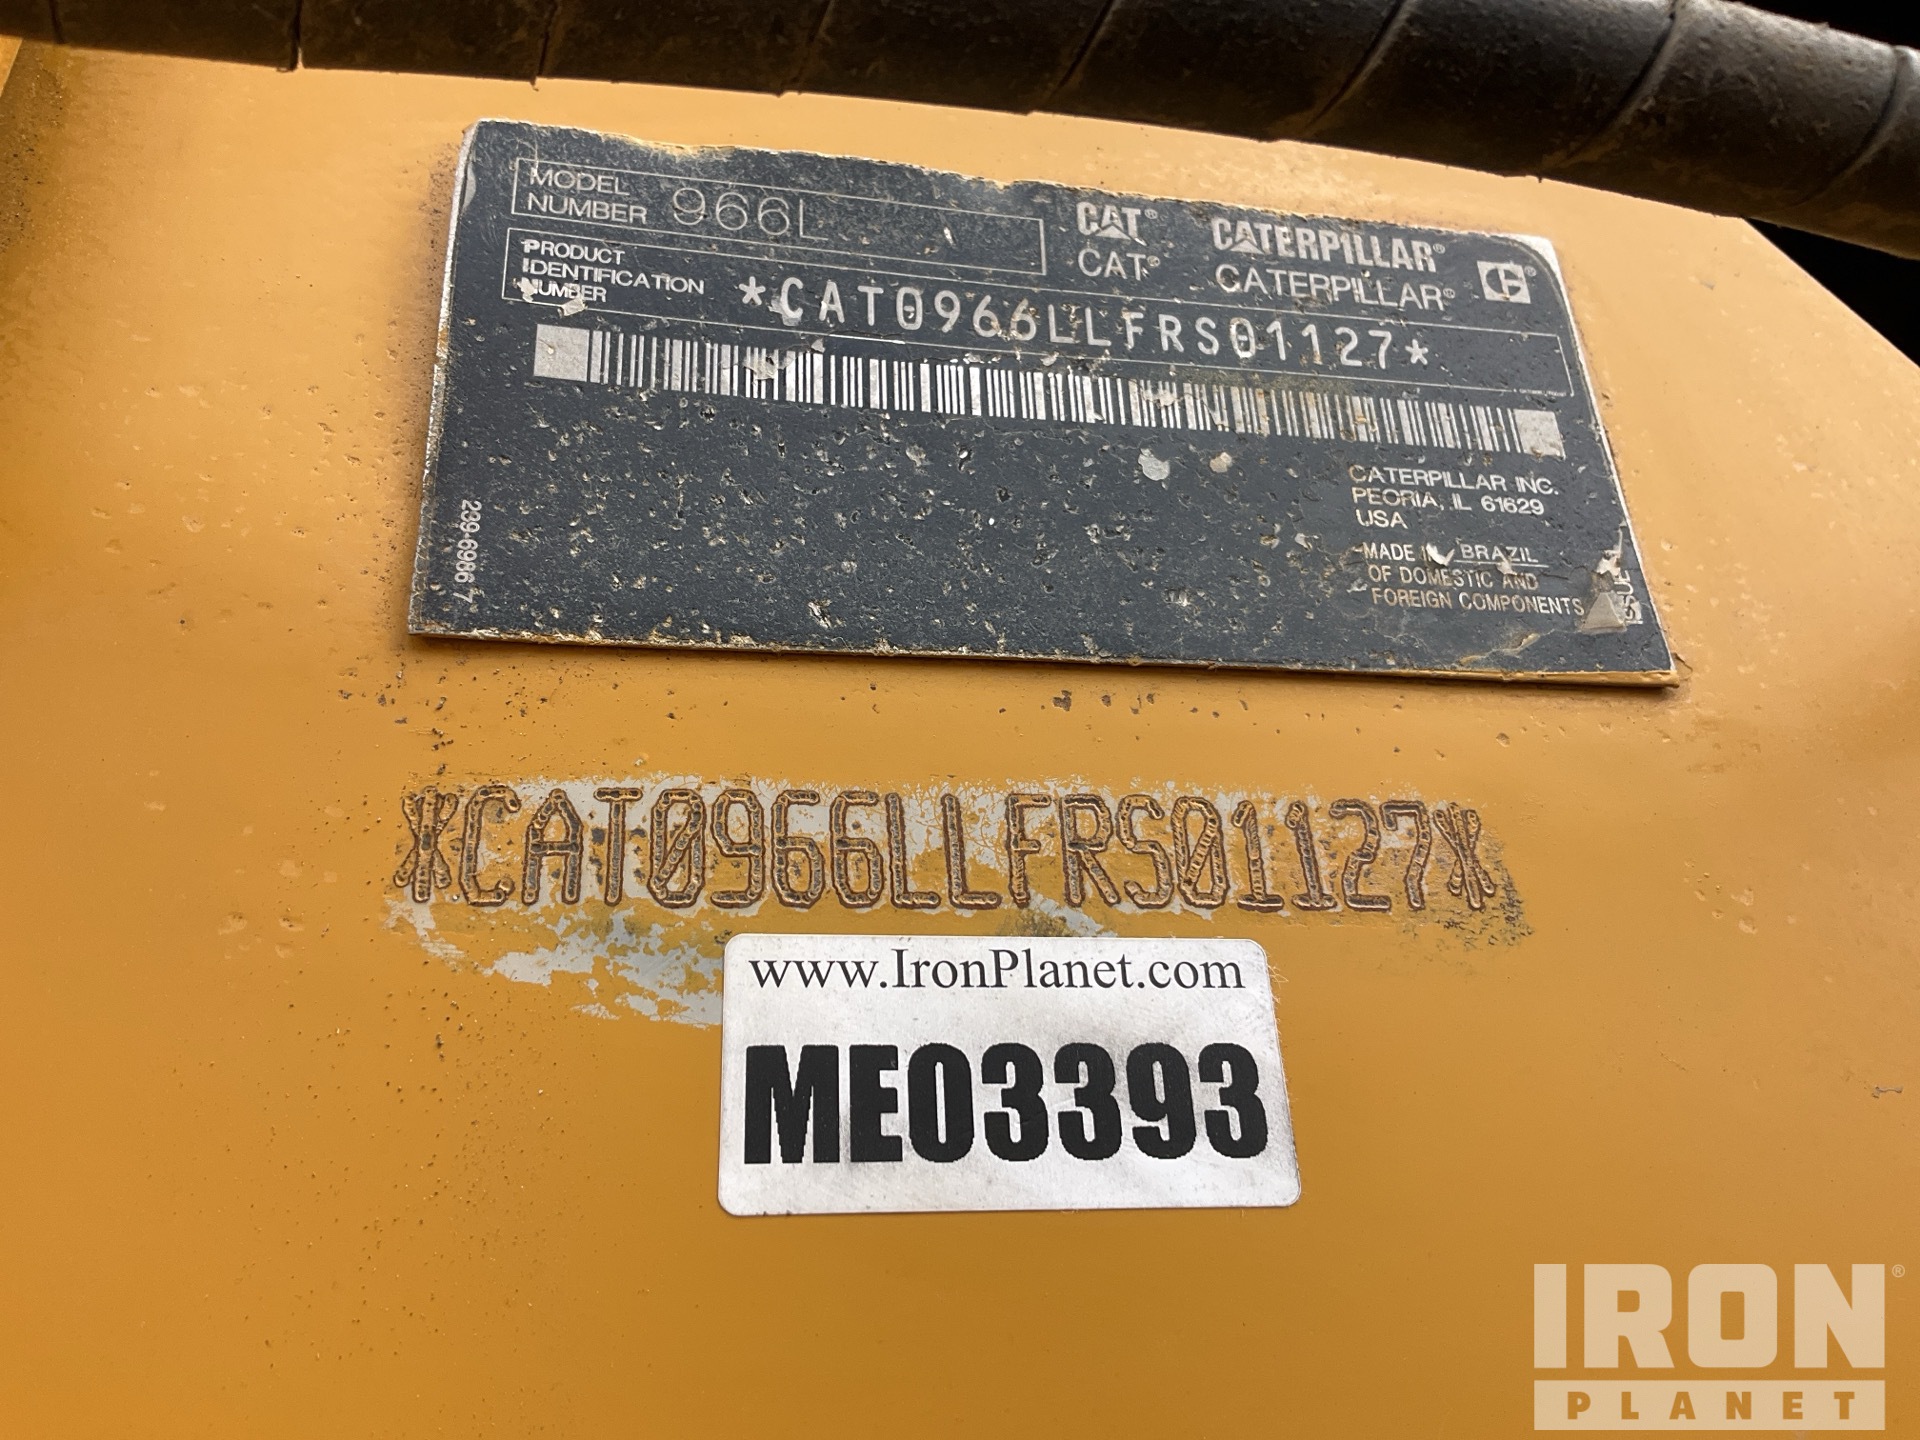 MODEL NUMBER 966L
CAT® CATERPILLAR®
CAT® CATERPILLAR®
PRODUCT IDENTIFICATION NUMBER *CAT0966LLFRS01127*
CATERPILLAR INC.
PEORIA, IL 61629
USA
MADE IN BRAZIL
OF DOMESTIC AND
FOREIGN COMPONENTS
239-6986 7
*CAT0966LLFRS01127*
www.IronPlanet.com
ME03393
IRON®
PLANET